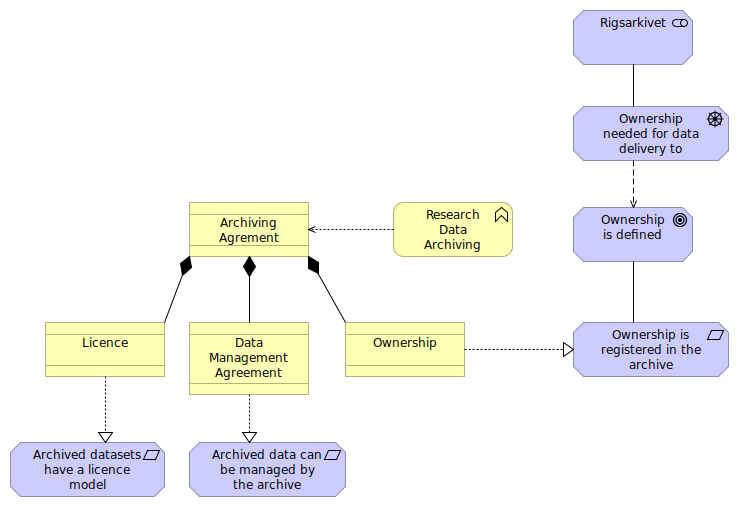 Rigsarkivet
Ownership
needed for data
delivery to
Archiving
Agrement
Research
Data
Archiving
Ownership
is defined
Licence
Data
Management
Agreement
Ownership
Ownership is
registered in the
archive
Archived datasets
have a licence
model
Archived data can
be managed by
the archive